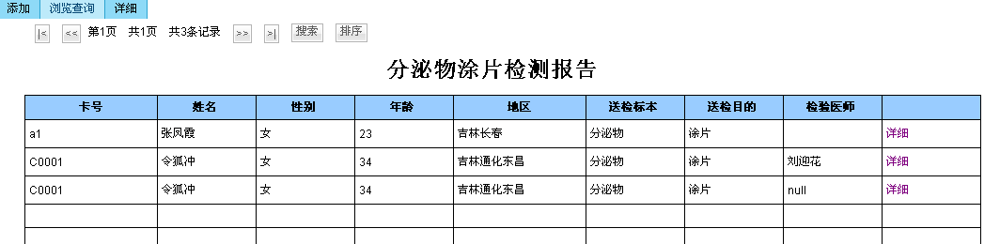 添加 浏览查询 详细
|< << 第1页 共1页 共3条记录 >> >| 搜索 排序
分泌物涂片检测报告
卡号 姓名 性别 年龄 地区 送检标本 送检目的 检验医师
a1 张凤霞 女 23 吉林长春 分泌物 涂片 详细
C0001 令狐冲 女 34 吉林通化东昌 分泌物 涂片 刘迎花 详细
C0001 令狐冲 女 34 吉林通化东昌 分泌物 涂片 null 详细